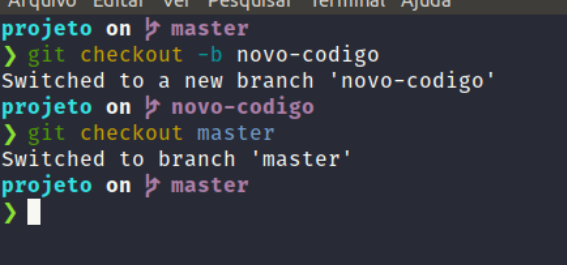 Arquivo Editar Ver Pesquisar Terminal Ajuda
projeto on master
❯ git checkout -b novo-codigo
Switched to a new branch 'novo-codigo'
projeto on novo-codigo
❯ git checkout master
Switched to branch 'master'
projeto on master
❯